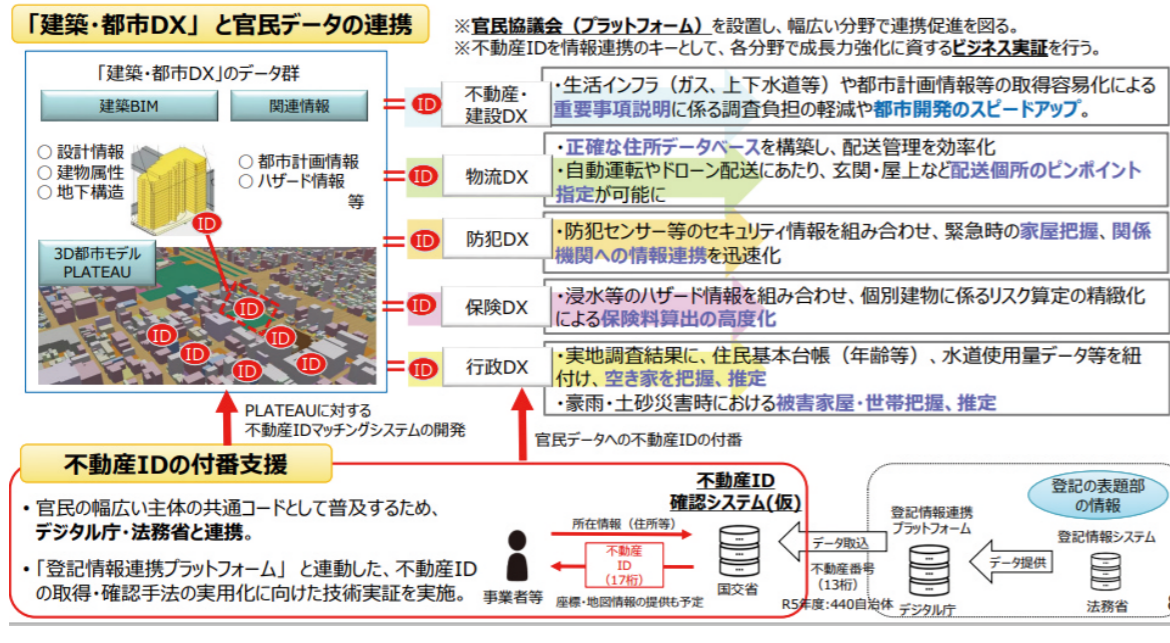 「建築・都市DX」と官民データの連携
※官民協議会（プラットフォーム）を設置し、幅広い分野で連携促進を図る。
※不動産IDを情報連携のキーとして、各分野で成長力強化に資するビジネス実証を行う。
「建築・都市DX」のデータ群
建築BIM
関連情報
○ 設計情報
○ 建物属性
○ 地下構造
○ 都市計画情報
○ ハザード情報
等
ID
3D都市モデル
PLATEAU
ID
ID
ID
ID
ID
ID
ID
不動産・
建設DX
・生活インフラ（ガス、上下水道等）や都市計画情報等の取得容易化による
重要事項説明に係る調査負担の軽減や都市開発のスピードアップ。
ID
物流DX
・正確な住所データベースを構築し、配送管理を効率化
・自動運転やドローン配送にあたり、玄関・屋上など配送個所のピンポイント
指定が可能に
ID
防犯DX
・防犯センサー等のセキュリティ情報を組み合わせ、緊急時の家屋把握、関係
機関への情報連携を迅速化
ID
保険DX
・浸水等のハザード情報を組み合わせ、個別建物に係るリスク算定の精緻化
による保険料算出の高度化
ID
行政DX
・実地調査結果に、住民基本台帳（年齢等）、水道使用量データ等を紐
付け、空き家を把握、推定
・豪雨・土砂災害時における被害家屋・世帯把握、推定
PLATEAUに対する
不動産IDマッチングシステムの開発
官民データへの不動産IDの付番
不動産IDの付番支援
・官民の幅広い主体の共通コードとして普及するため、
デジタル庁・法務省と連携。
・「登記情報連携プラットフォーム」と連動した、不動産ID
の取得・確認手法の実用化に向けた技術実証を実施。
事業者等
所在情報（住所等）
不動産
ID
(17桁)
座標・地図情報の提供も予定
不動産ID
確認システム(仮)
国交省
データ取込
不動産番号
(13桁)
R5年度:440自治体
登記情報連携
プラットフォーム
デジタル庁
データ提供
登記の表題部
の情報
登記情報システム
法務省